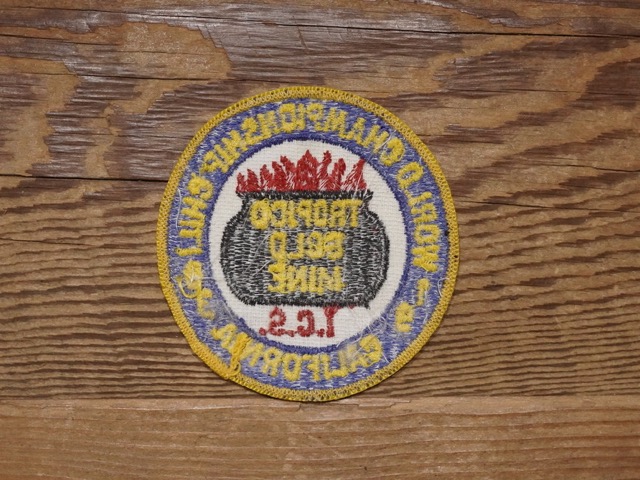 WORLD CHAMPIONSHIP CHILI
TROPICO
GOLD
MINE
I.C.S.
CALIFORNIA